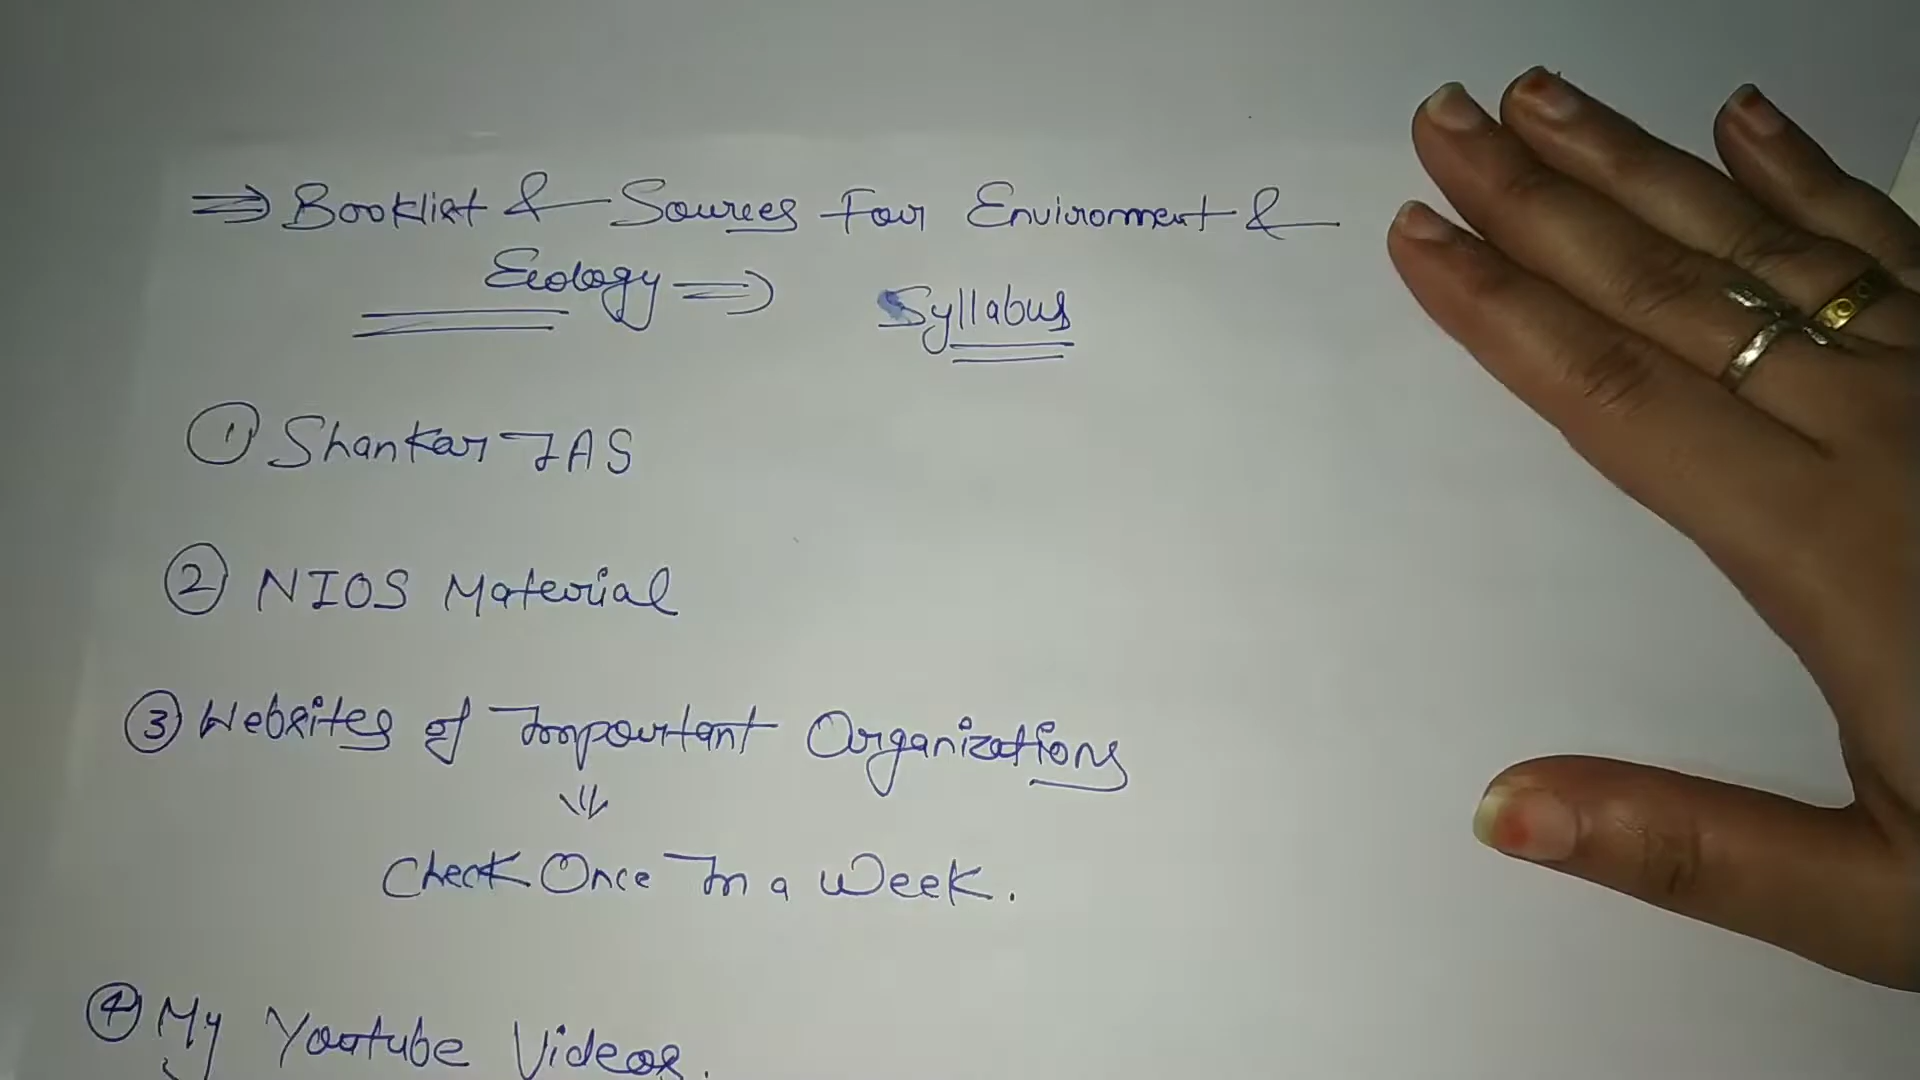 ⇒ Booklist & Sources For Environment &
Ecology ⇒ Syllabus
① Shankar IAS
② NIOS Material
③ Websites of Important Organizations
⇓
Check Once In a Week.
④ My Youtube Videos.